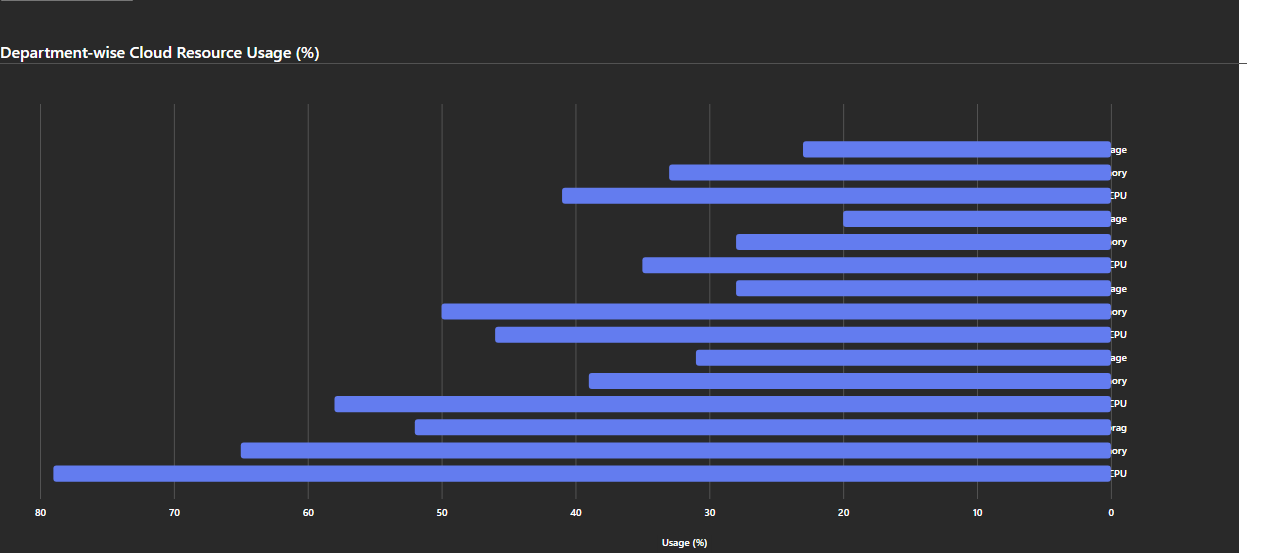 Department-wise Cloud Resource Usage (%)
age
ory
CPU
age
ory
CPU
age
ory
CPU
age
ory
CPU
rag
ory
CPU
80 70 60 50 40 30 20 10 0
Usage (%)